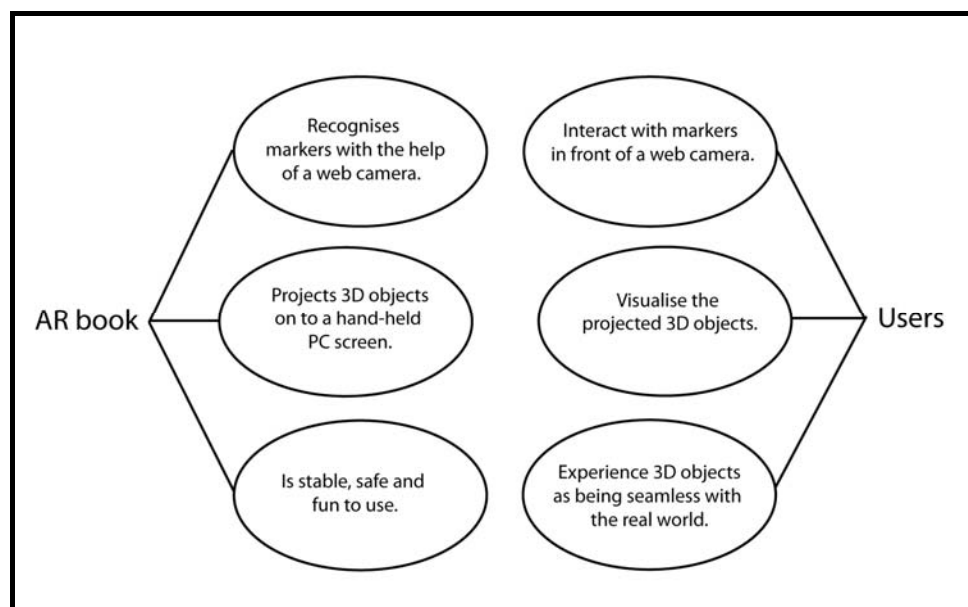 Recognises
markers with the help
of a web camera.
Interact with markers
in front of a web camera.
AR book
Projects 3D objects
on to a hand-held
PC screen.
Visualise the
projected 3D objects.
Users
Is stable, safe and
fun to use.
Experience 3D objects
as being seamless with
the real world.